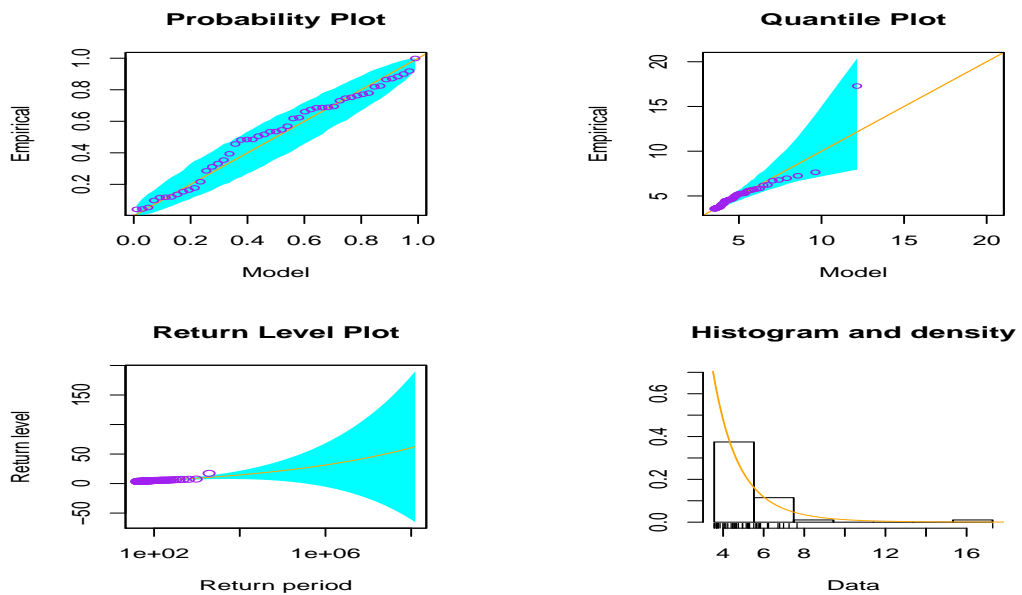 Probability Plot
Empirical
0.2 0.4 0.6 0.8 1.0
0.0 0.2 0.4 0.6 0.8 1.0
Model
Quantile Plot
Empirical
5 10 15 20
5 10 15 20
Model
Return Level Plot
Return level
-50 0 50 150
1e+02 1e+06
Return period
Histogram and density
0.0 0.2 0.4 0.6
4 6 8 12 16
Data